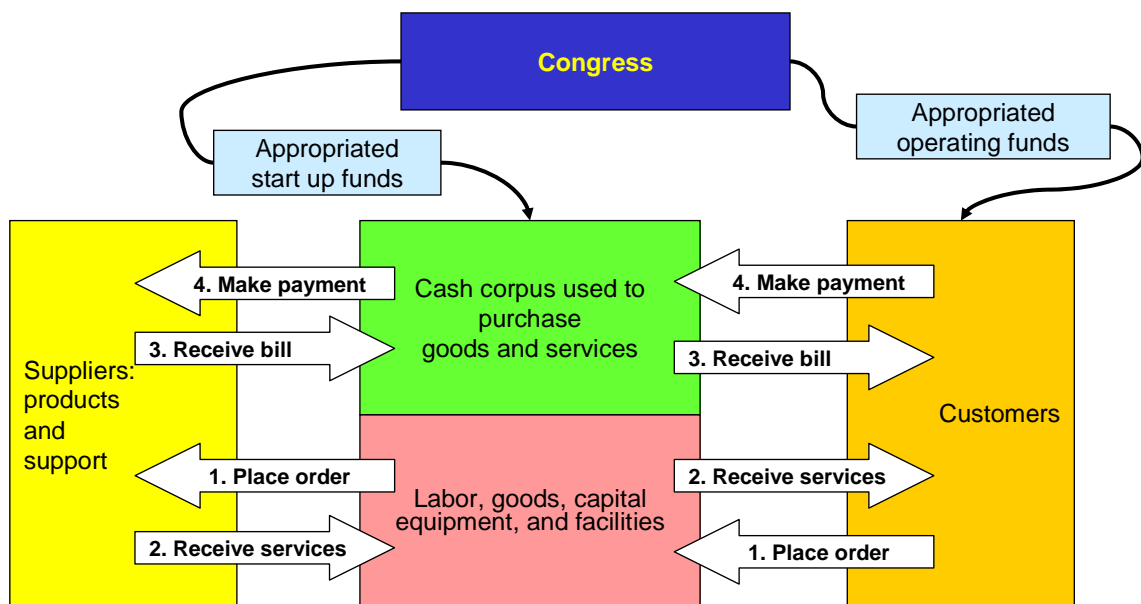 Congress
Appropriated
start up funds
Appropriated
operating funds
4. Make payment
3. Receive bill
Suppliers:
products
and
support
1. Place order
2. Receive services
Cash corpus used to
purchase
goods and services
Labor, goods, capital
equipment, and facilities
4. Make payment
3. Receive bill
Customers
2. Receive services
1. Place order